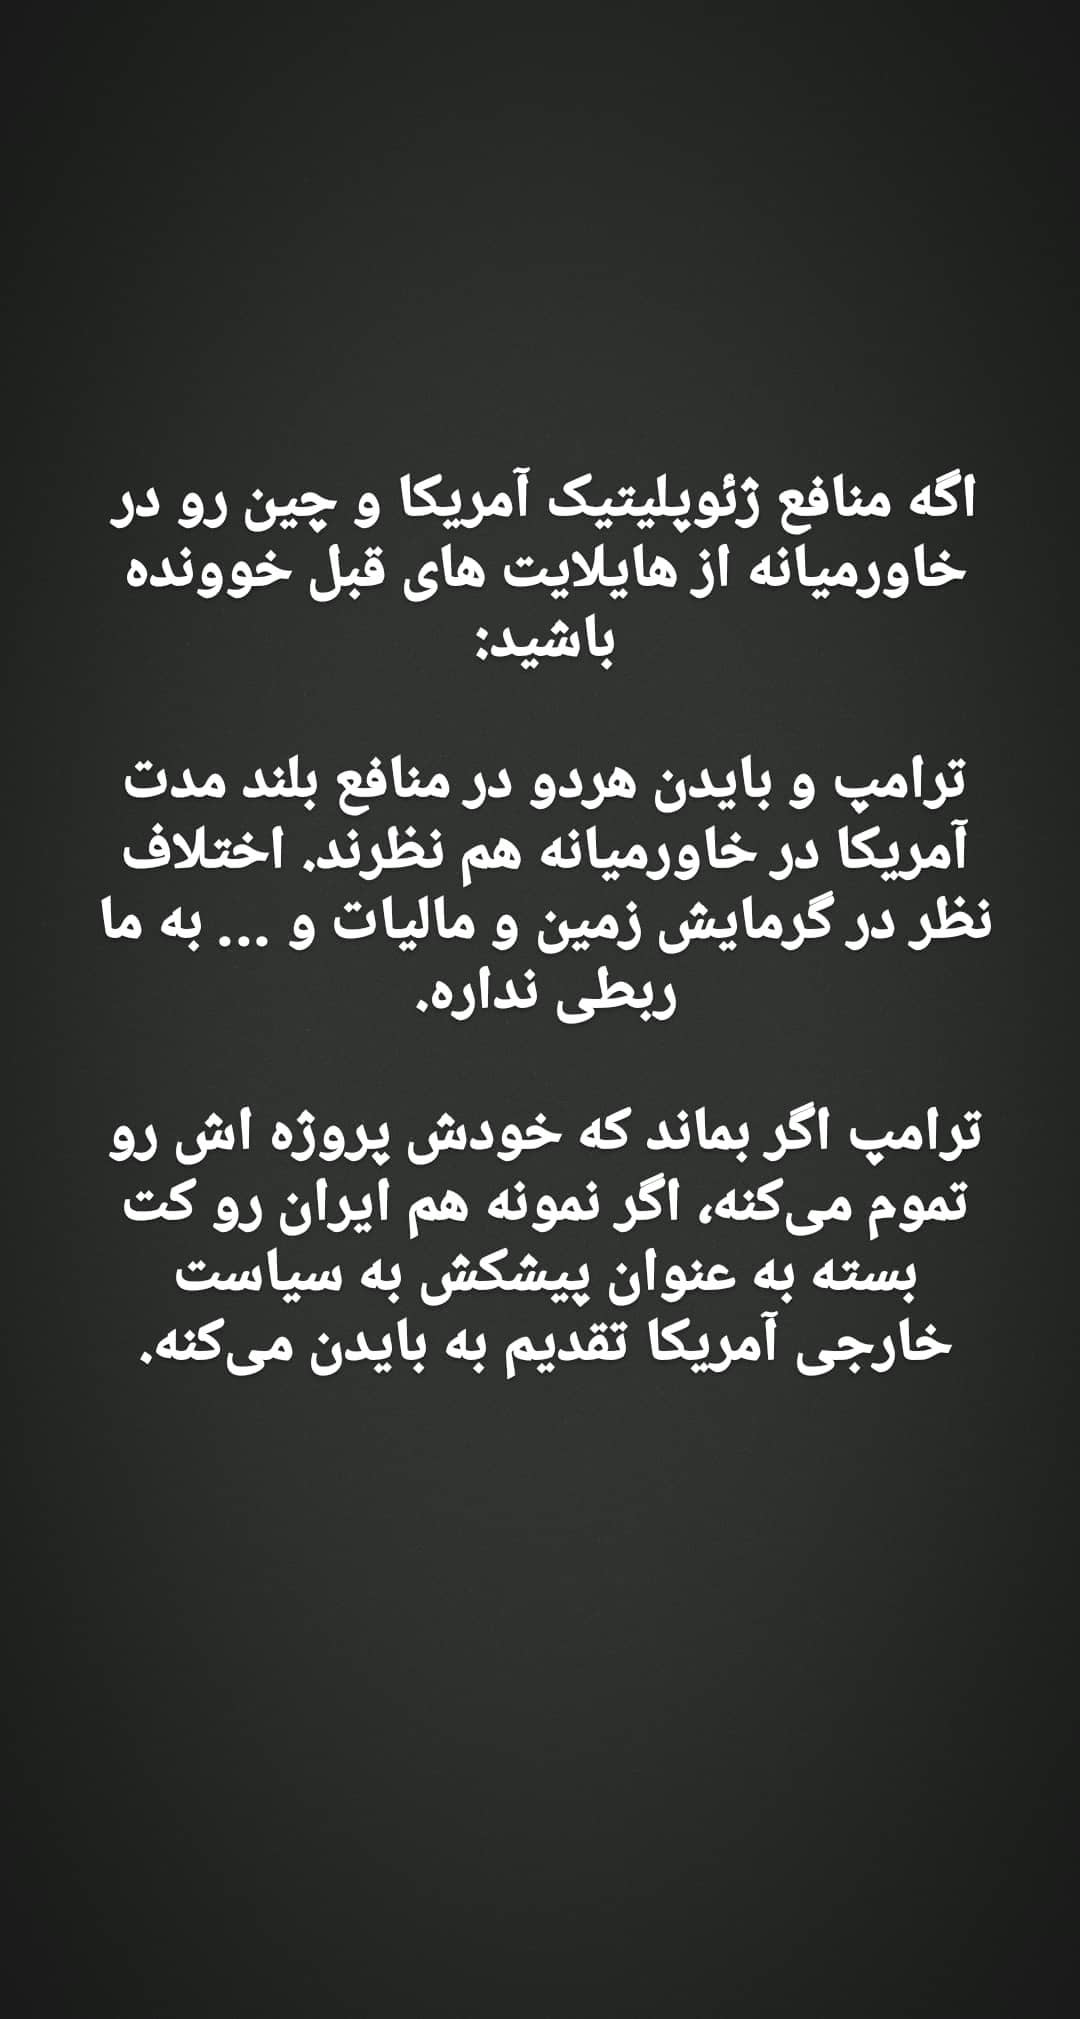 اگه منافع ژئوپلیتیک آمریکا و چین رو در
خاورمیانه از هایلایت های قبل خوونده
باشید:
ترامپ و بایدن هردو در منافع بلند مدت
آمریکا در خاورمیانه هم نظرند. اختلاف
نظر در گرمایش زمین و مالیات و ... به ما
ربطی نداره.
ترامپ اگر بماند که خودش پروژه اش رو
تموم می‌کنه، اگر نمونه هم ایران رو کت
بسته به عنوان پیشکش به سیاست
خارجی آمریکا تقدیم به بایدن می‌کنه.